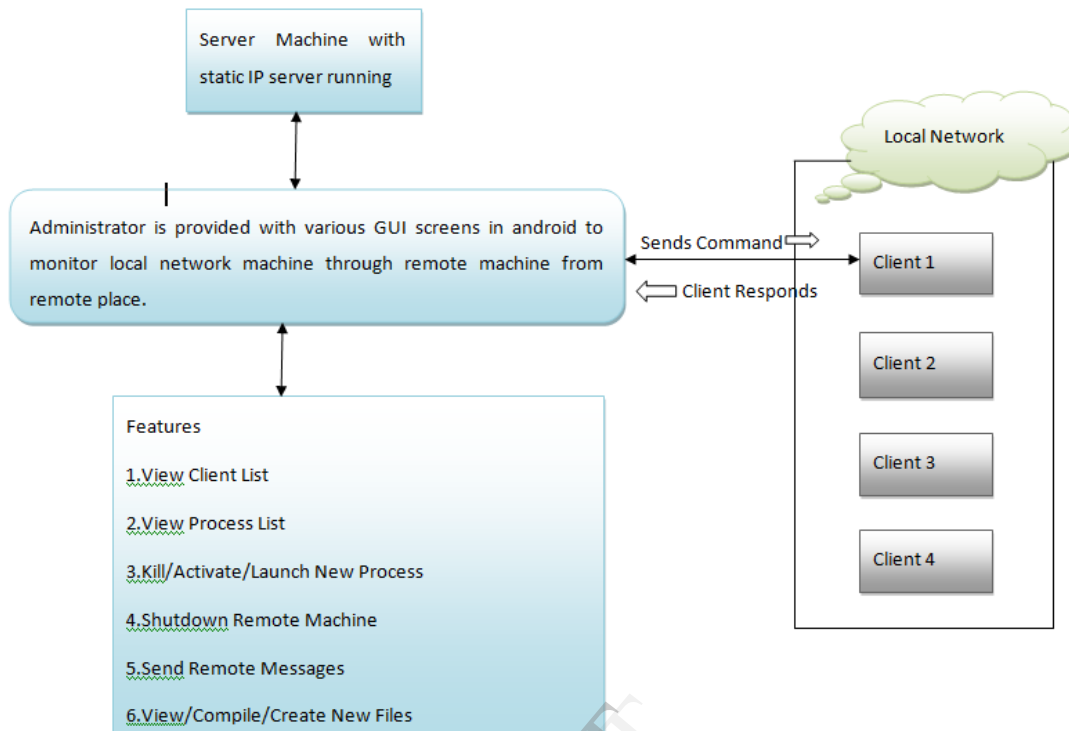 Server Machine with
static IP server running
Local Network
Administrator is provided with various GUI screens in android to
monitor local network machine through remote machine from
remote place.
Sends Command
Client Responds
Client 1
Client 2
Client 3
Client 4
Features
1.View Client List
2.View Process List
3.Kill/Activate/Launch New Process
4.Shutdown Remote Machine
5.Send Remote Messages
6.View/Compile/Create New Files